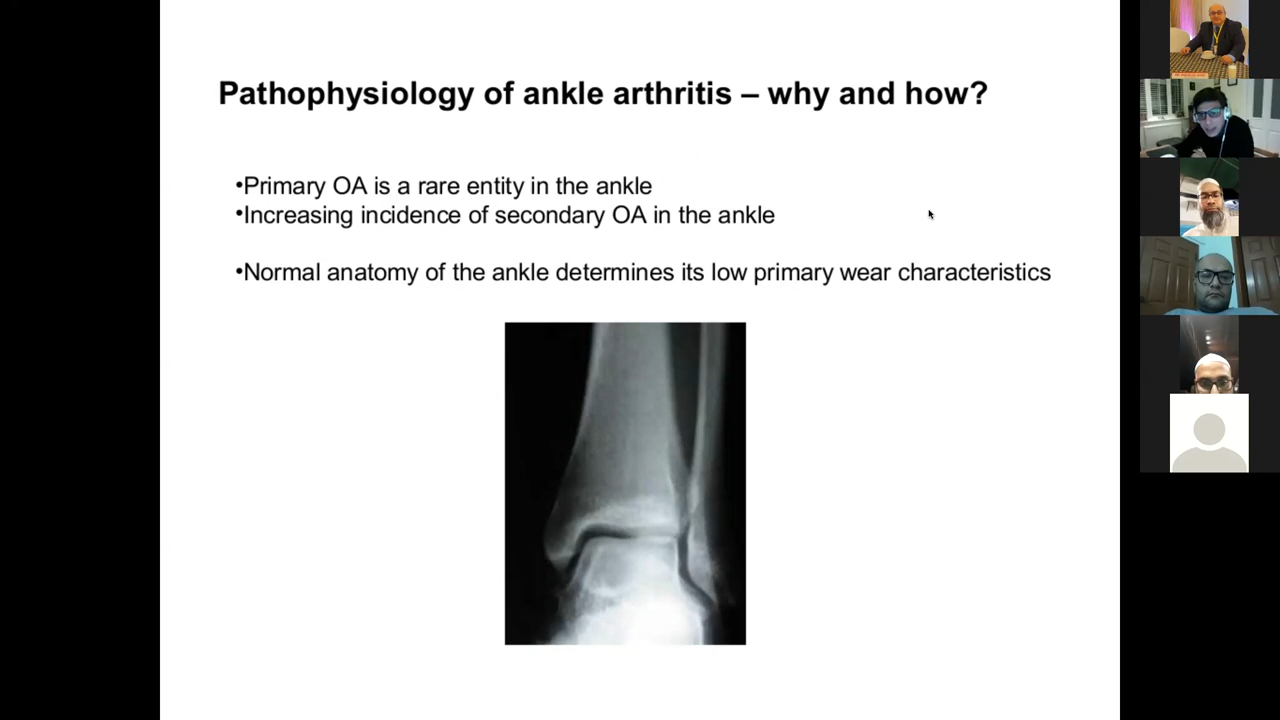 Pathophysiology of ankle arthritis – why and how?
•Primary OA is a rare entity in the ankle
•Increasing incidence of secondary OA in the ankle
•Normal anatomy of the ankle determines its low primary wear characteristics